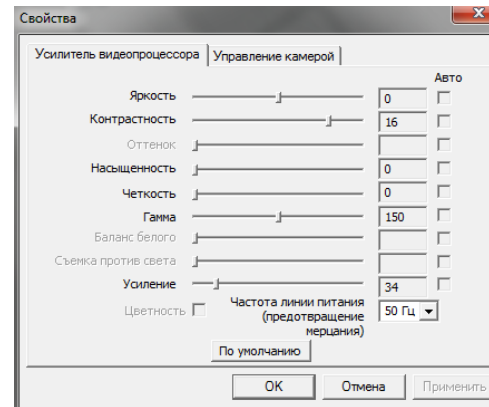 Свойства
Усилитель видеопроцессора Управление камерой
Авто
Яркость 0
Контрастность 16
Оттенок
Насыщенность 0
Четкость 0
Гамма 150
Баланс белого
Съемка против света
Усиление 34
Цветность Частота линии питания 50 Гц
(предотвращение
мерцания)
По умолчанию
OK Отмена Применить